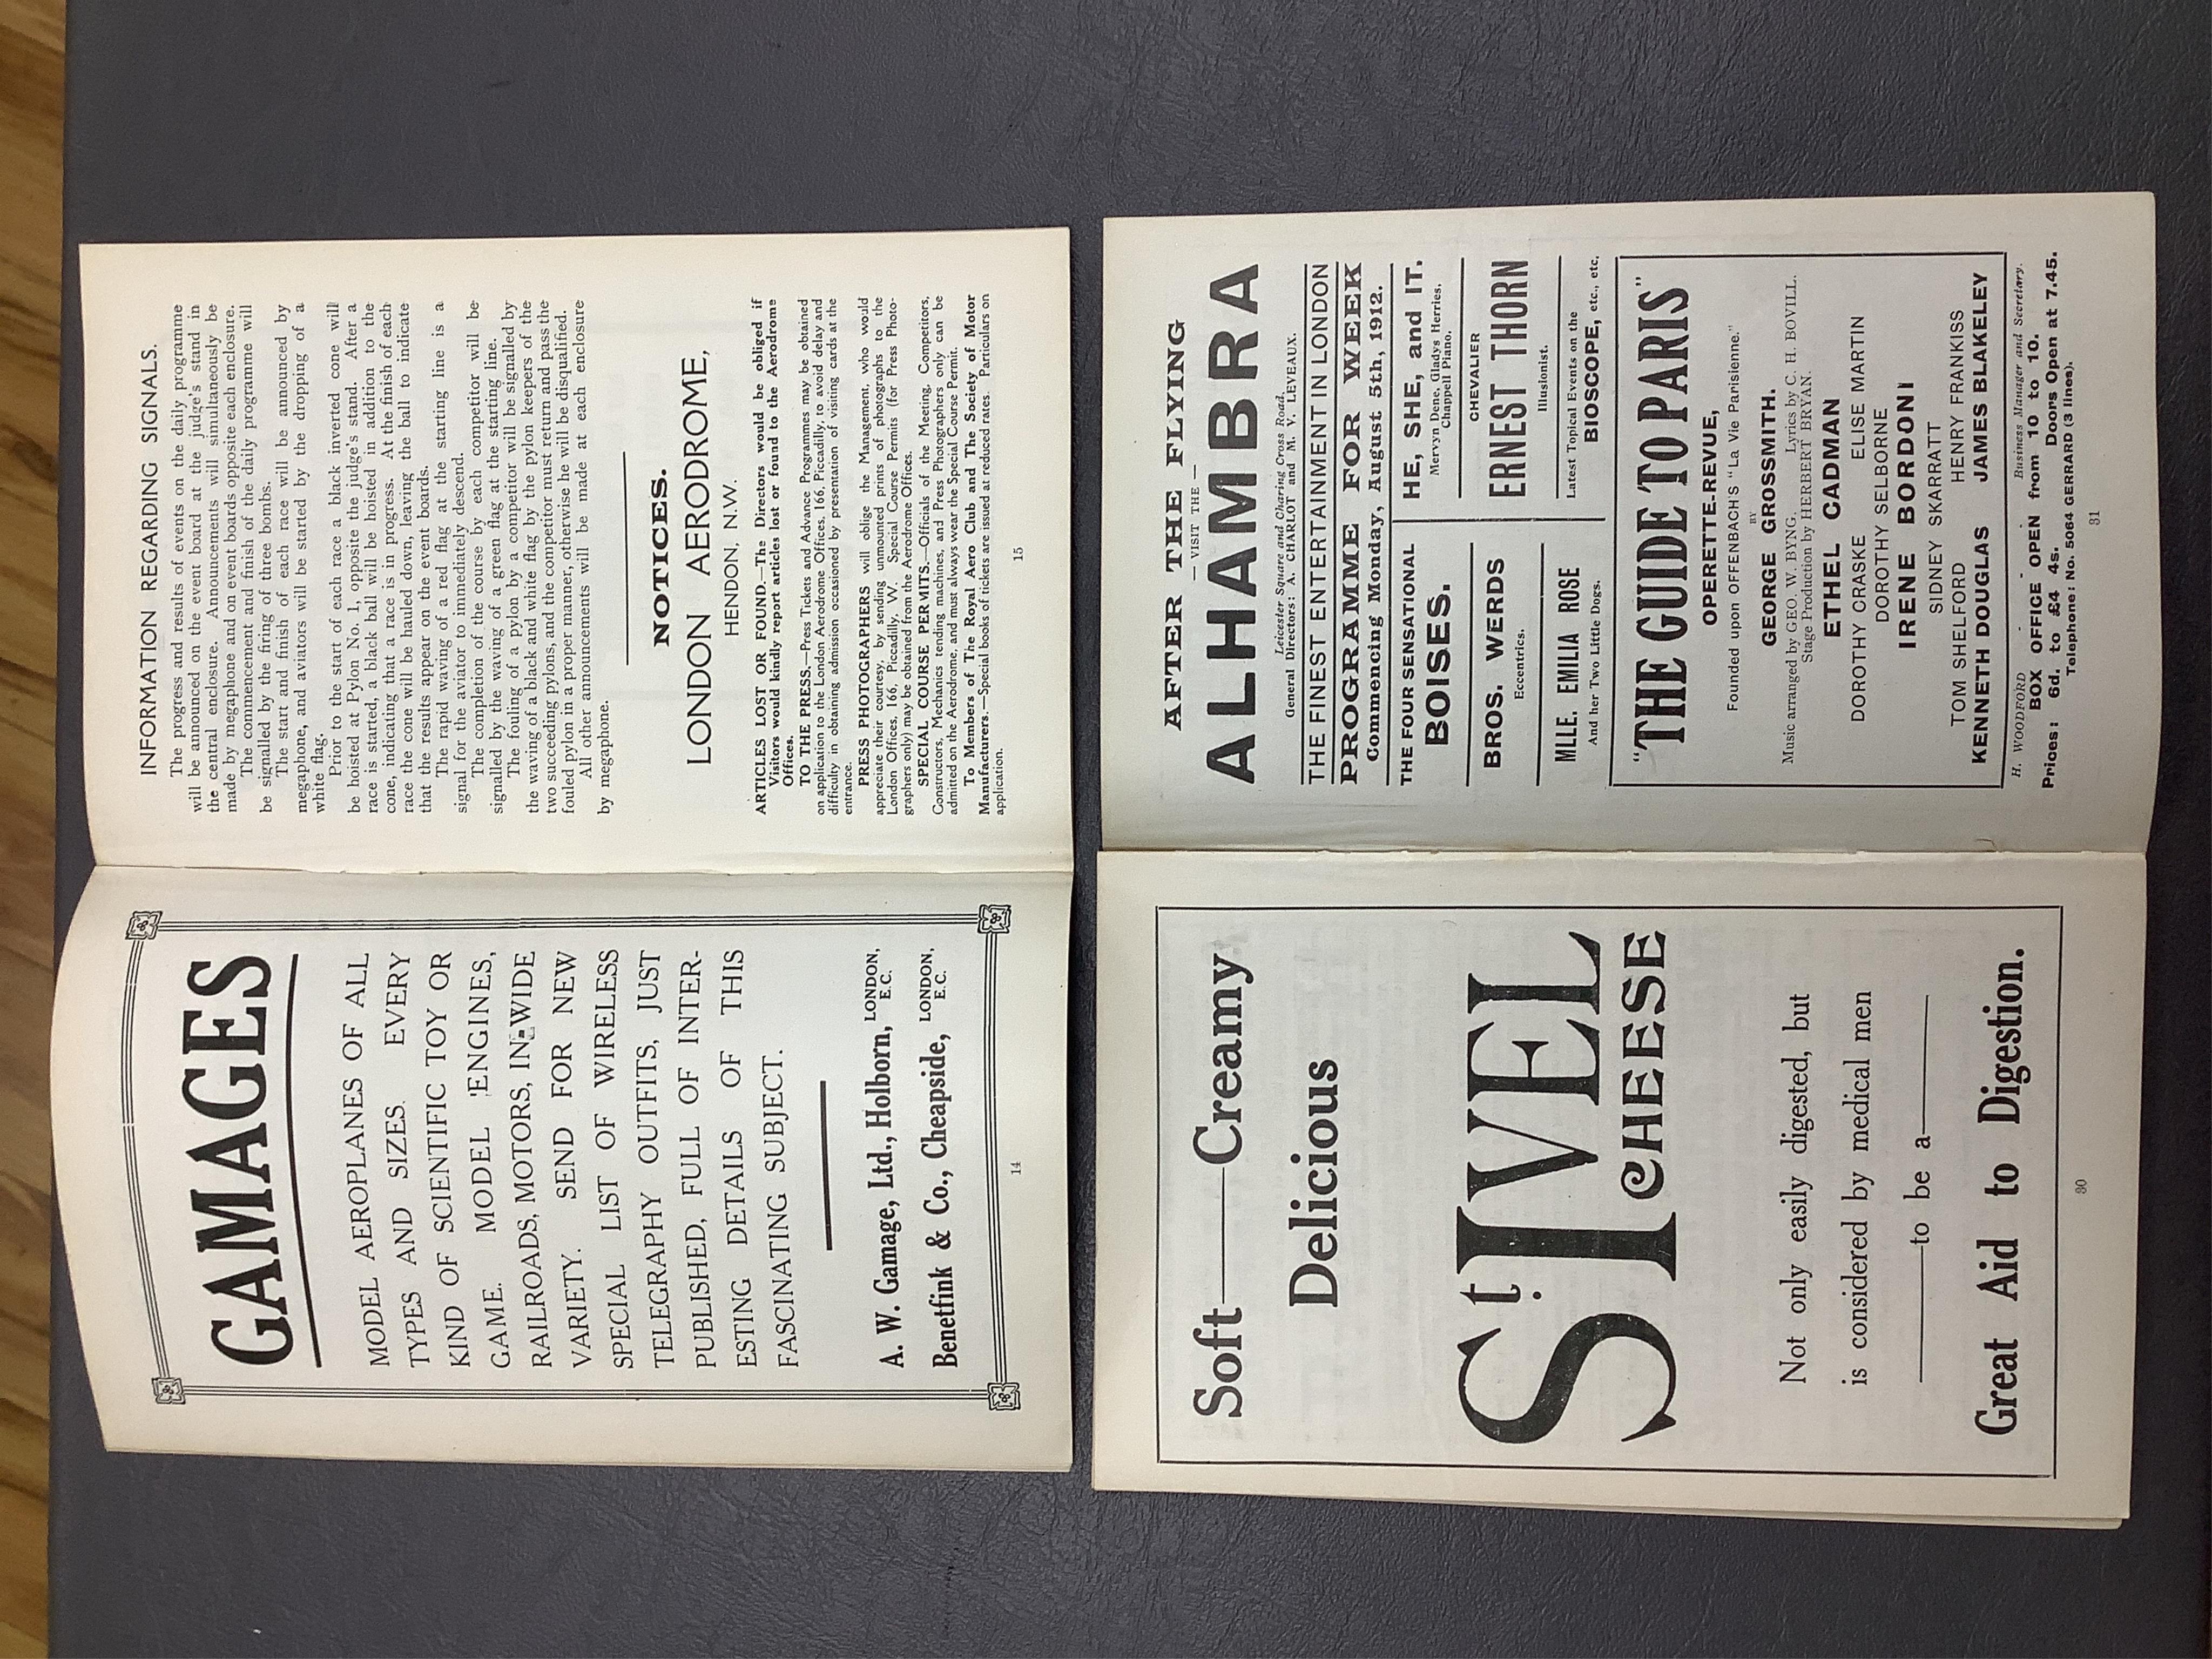 GAMAGES
MODEL AEROPLANES OF ALL
TYPES AND SIZES. EVERY
KIND OF SCIENTIFIC TOY OR
GAME. MODEL ENGINES,
RAILROADS, MOTORS, IN WIDE
VARIETY. SEND FOR NEW
SPECIAL LIST OF WIRELESS
TELEGRAPHY OUTFITS, JUST
PUBLISHED, FULL OF INTER-
ESTING DETAILS OF THIS
FASCINATING SUBJECT.
A. W. Gamage, Ltd., Holborn, LONDON, E.C.
Benetfink & Co., Cheapside, LONDON, E.C.
14
INFORMATION REGARDING SIGNALS.
The progress and results of events on the daily programme
will be announced on the event board at the judge's stand in
the central enclosure. Announcements will simultaneously be
made by megaphone and on event boards opposite each enclosure.
The commencement and finish of the daily programme will
be signalled by the firing of three bombs.
The start and finish of each race will be announced by
megaphone, and aviators will be started by the dropping of a
white flag.
Prior to the start of each race a black inverted cone will
be hoisted at Pylon No. 1, opposite the judge's stand. After a
race is started, a black ball will be hoisted in addition to the
cone, indicating that a race is in progress. At the finish of each
race the cone will be hauled down, leaving the ball to indicate
that the results appear on the event boards.
The rapid waving of a red flag at the starting line is a
signal for the aviator to immediately descend.
The completion of the course by each competitor will be
signalled by the waving of a green flag at the starting line.
The fouling of a pylon by a competitor will be signalled by
the waving of a black and white flag by the pylon keepers of the
two succeeding pylons, and the competitor must return and pass the
fouled pylon in a proper manner, otherwise he will be disqualified.
All other announcements will be made at each enclosure
by megaphone.
NOTICES.
LONDON AERODROME,
HENDON, N.W.
ARTICLES LOST OR FOUND.—The Directors would be obliged if
Visitors would kindly report articles lost or found to the Aerodrome
Offices.
TO THE PRESS.—Press Tickets and Advance Programmes may be obtained
on application to the London Aerodrome Offices, 166, Piccadilly, to avoid delay and
difficulty in obtaining admission occasioned by presentation of visiting cards at the
entrance.
PRESS PHOTOGRAPHERS will oblige the Management, who would
appreciate their courtesy, by sending unmounted prints of photographs to the
London Offices, 166, Piccadilly, W. Special Course Permits (for Press Photo-
graphers only) may be obtained from the Aerodrome Offices.
SPECIAL COURSE PERMITS.—Officials of the Meeting, Competitors,
Constructors, Mechanics tending machines, and Press Photographers only can be
admitted on the Aerodrome, and must always wear the Special Course Permit.
To Members of The Royal Aero Club and The Society of Motor
Manufacturers.—Special books of tickets are issued at reduced rates. Particulars on
application.
15
Soft—Creamy
Delicious
St IVEL
CHEESE
Not only easily digested, but
is considered by medical men
—to be a—
Great Aid to Digestion.
30
AFTER THE FLYING
— VISIT THE —
ALHAMBRA
Leicester Square and Charing Cross Road.
General Directors: A. CHARLOT and M. V. LEVEAUX.
THE FINEST ENTERTAINMENT IN LONDON
PROGRAMME FOR WEEK
Commencing Monday, August 5th, 1912.
THE FOUR SENSATIONAL
BOISES.
BROS. WERDS
Eccentrics.
MLLE. EMILIA ROSE
And her Two Little Dogs.
HE, SHE, and IT.
Mervyn Dene, Gladys Herries.
Chappell Piano.
CHEVALIER
ERNEST THORN
Illusionist.
Latest Topical Events on the
BIOSCOPE, etc., etc.
"THE GUIDE TO PARIS"
OPERETTE-REVUE,
Founded upon OFFENBACH'S "La Vie Parisienne."
BY
GEORGE GROSSMITH.
Music arranged by GEO. W. BYNG. Lyrics by C. H. BOVILL.
Stage Production by HERBERT BRYAN.
ETHEL CADMAN
DOROTHY CRASKE ELISE MARTIN
DOROTHY SELBORNE
IRENE BORDONI
SIDNEY SKARRATT
TOM SHELFORD HENRY FRANKISS
KENNETH DOUGLAS JAMES BLAKELEY
H. WOODFORD - - Business Manager and Secretary.
BOX OFFICE OPEN from 10 to 10.
Prices: 6d. to £4 4s. Doors Open at 7.45.
Telephone: No. 5064 GERRARD (3 lines).
31